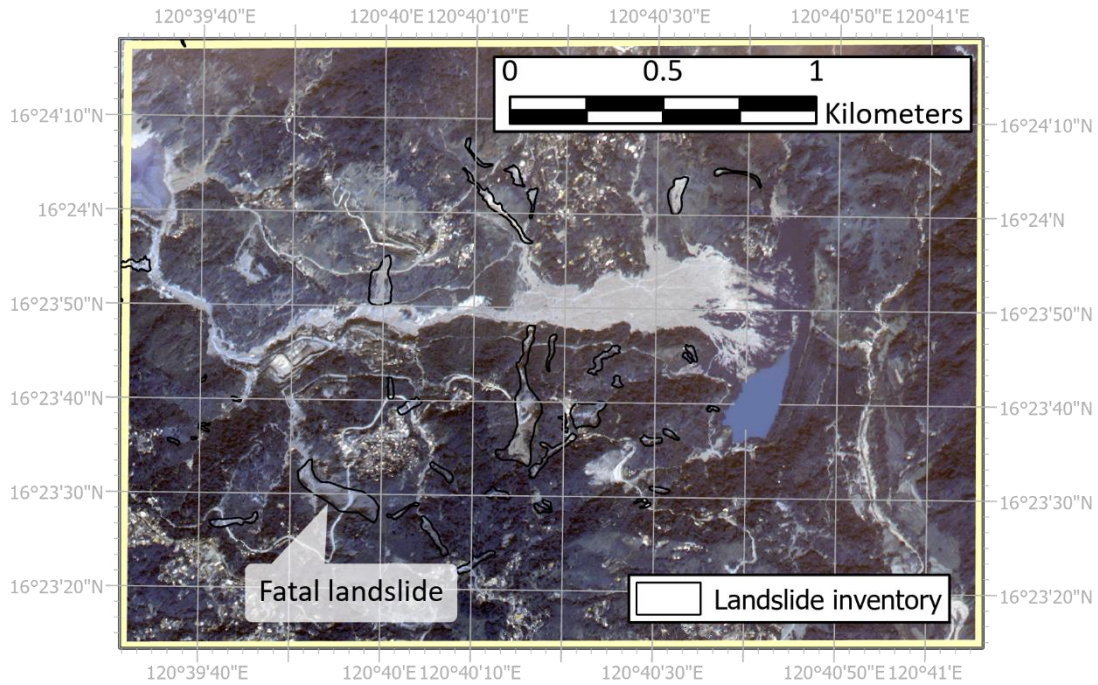 120°39'40"E 120°40'E 120°40'10"E 120°40'30"E 120°40'50"E 120°41'E
0 0.5 1
Kilometers
16°24'10"N 16°24'10"N
16°24'N 16°24'N
16°23'50"N 16°23'50"N
16°23'40"N 16°23'40"N
16°23'30"N 16°23'30"N
Fatal landslide
16°23'20"N 16°23'20"N
Landslide inventory
120°39'40"E 120°40'E 120°40'10"E 120°40'30"E 120°40'50"E 120°41'E